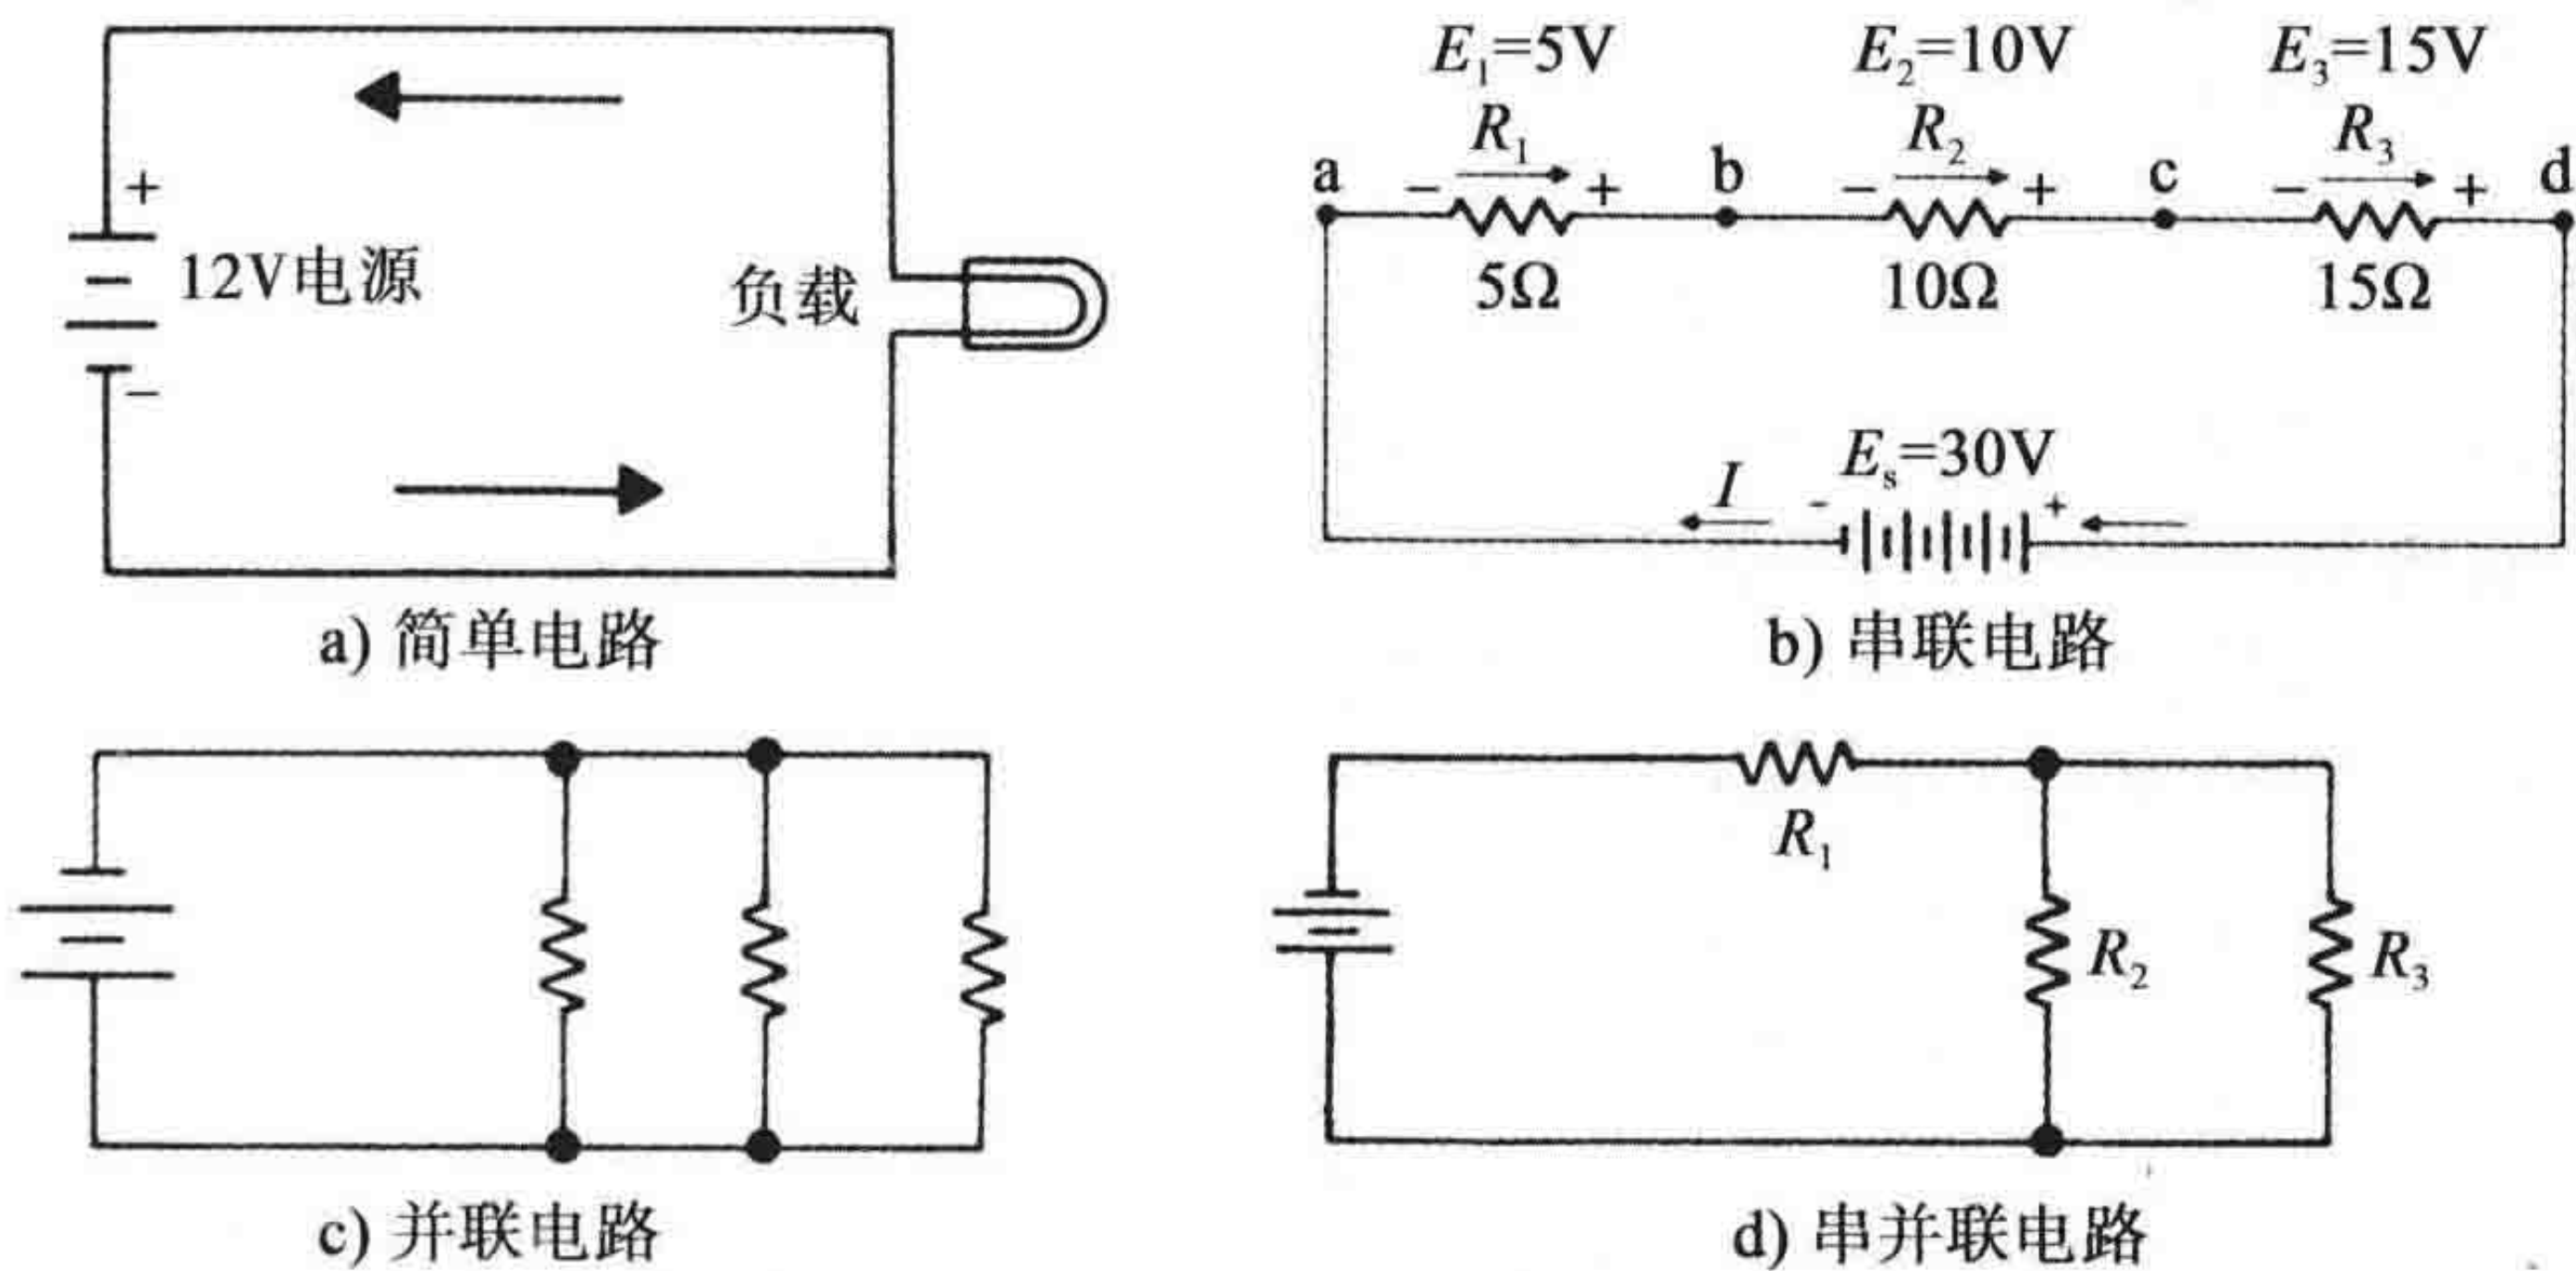 +
12V电源
负载
−
a) 简单电路
E₁=5V E₂=10V E₃=15V
R₁ R₂ R₃
a − + b − + c − + d
5Ω 10Ω 15Ω
Eₛ=30V
I - +
b) 串联电路
c) 并联电路
R₁
R₂ R₃
d) 串并联电路